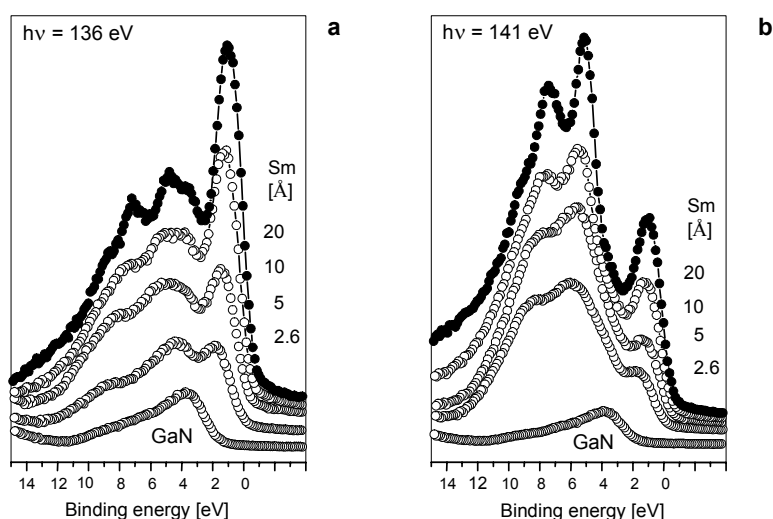 hν = 136 eV
a
Sm
[Å]
20
10
5
2.6
GaN
14 12 10 8 6 4 2 0
Binding energy [eV]
hν = 141 eV
b
Sm
[Å]
20
10
5
2.6
GaN
14 12 10 8 6 4 2 0
Binding energy [eV]